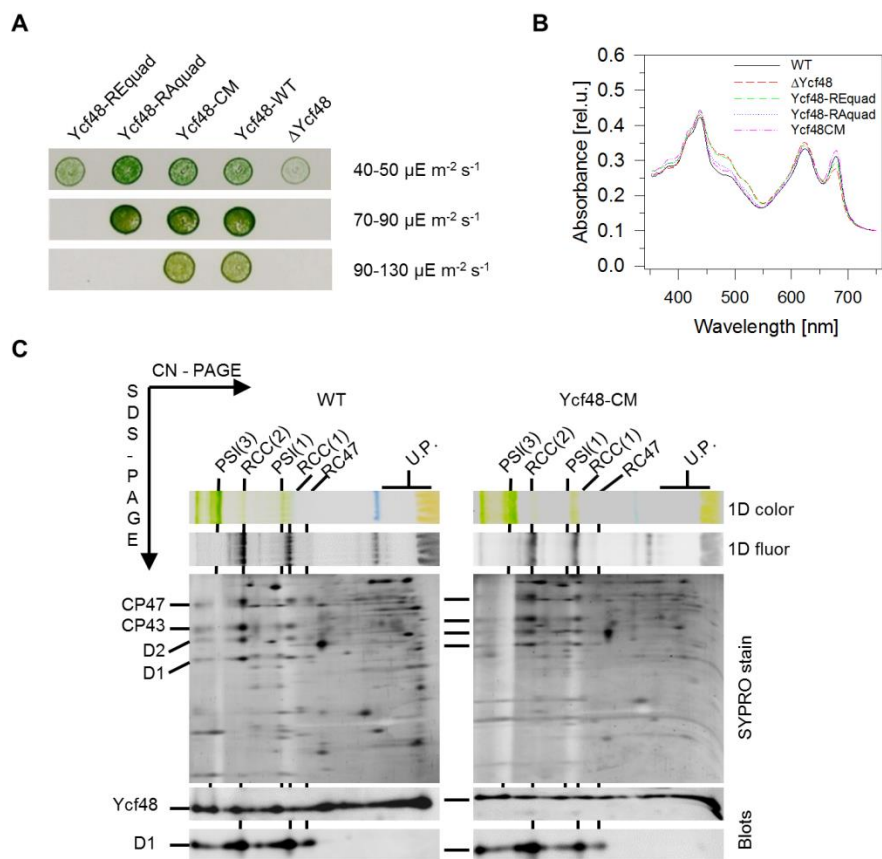 A
Ycf48-REquad
Ycf48-RAquad
Ycf48-CM
Ycf48-WT
ΔYcf48
40-50 µE m⁻² s⁻¹
70-90 µE m⁻² s⁻¹
90-130 µE m⁻² s⁻¹
B
0.6
0.5
0.4
0.3
0.2
0.1
0.0
Absorbance [rel.u.]
WT
ΔYcf48
Ycf48-REquad
Ycf48-RAquad
Ycf48CM
400 500 600 700
Wavelength [nm]
C
CN - PAGE
SDS-PAGE
WT
PSI(3)
RCC(2)
PSI(1)
RCC(1)
RC47
U.P.
Ycf48-CM
PSI(3)
RCC(2)
PSI(1)
RCC(1)
RC47
U.P.
1D color
1D fluor
CP47
CP43
D2
D1
SYPRO stain
Ycf48
D1
Blots